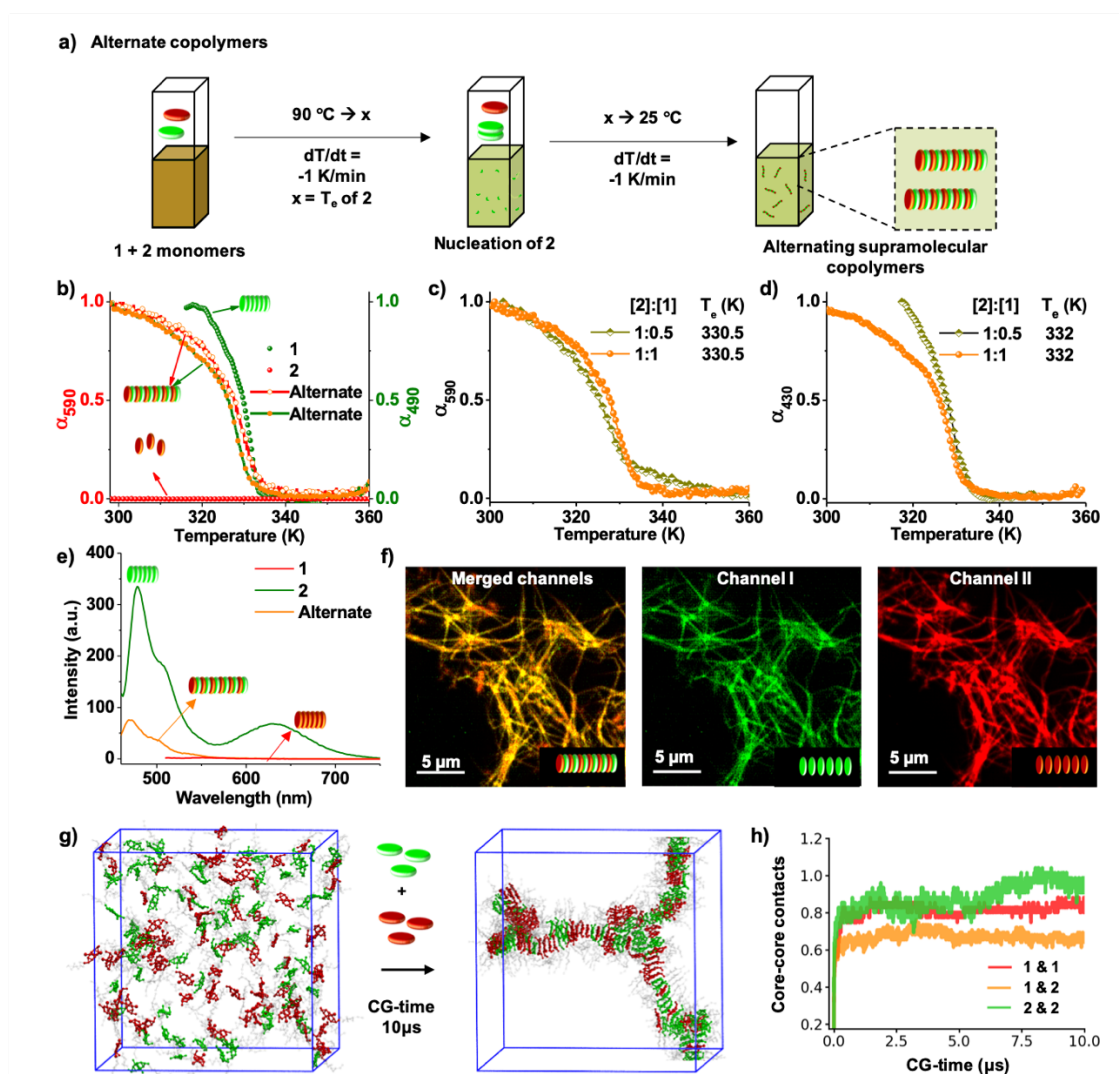 a) Alternate copolymers
90 °C → x
dT/dt =
-1 K/min
x = Te of 2
x → 25 °C
dT/dt =
-1 K/min
1 + 2 monomers
Nucleation of 2
Alternating supramolecular
copolymers
b)
1.0
0.5
0.0
α590
1.0
0.5
0.0
α490
1
2
Alternate
Alternate
300 320 340 360
Temperature (K)
c)
[2]:[1] Te (K)
1:0.5 330.5
1:1 330.5
1.0
0.5
0.0
α590
300 310 320 330 340 350 360
Temperature (K)
d)
[2]:[1] Te (K)
1:0.5 332
1:1 332
1.0
0.5
0.0
α430
300 320 340 360
Temperature (K)
e)
400
300
200
100
0
Intensity (a.u.)
1
2
Alternate
500 600 700
Wavelength (nm)
f)
Merged channels
5 µm
Channel I
5 µm
Channel II
5 µm
g)
+
CG-time
10µs
h)
1.2
1.0
0.8
0.6
0.4
0.2
Core-core contacts
1 & 1
1 & 2
2 & 2
0.0 2.5 5.0 7.5 10.0
CG-time (µs)